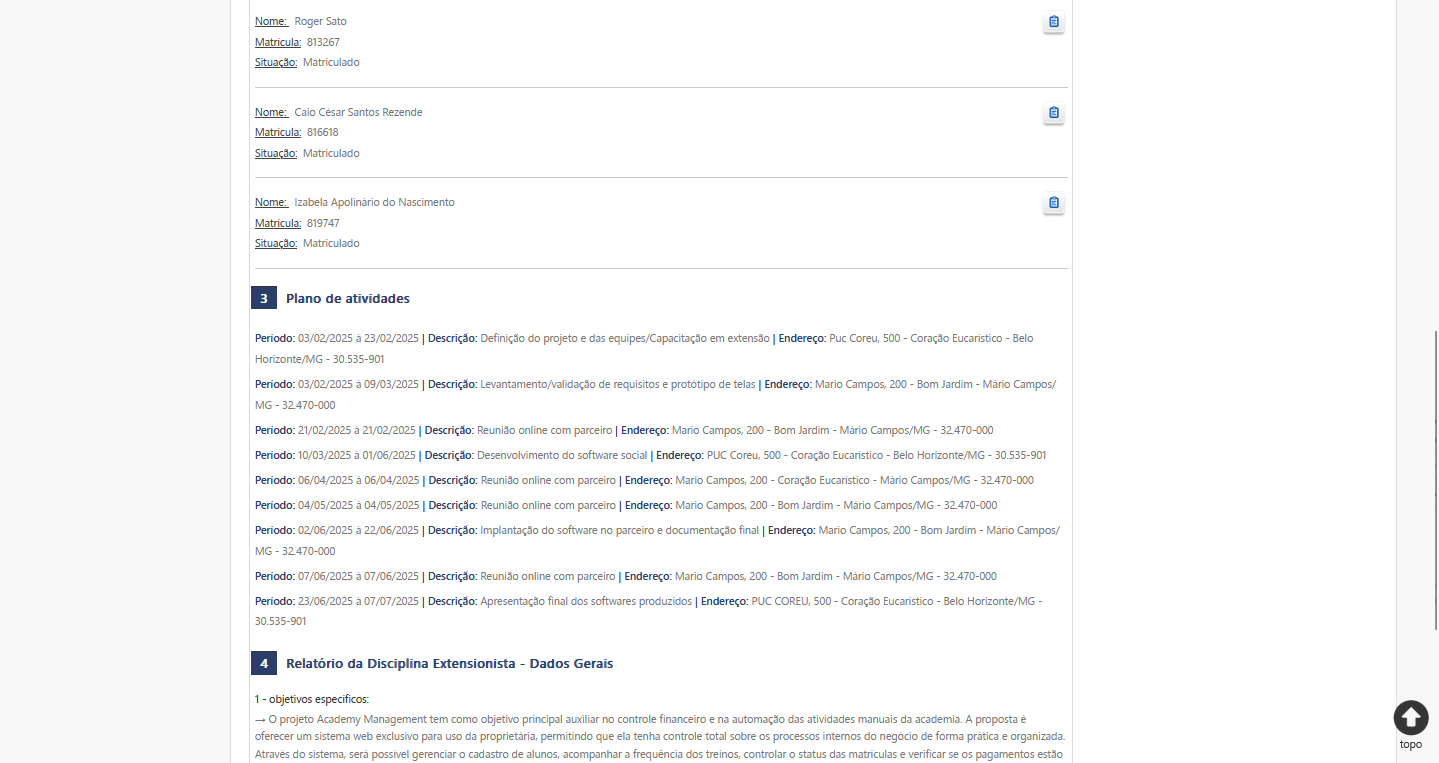 Nome: Roger Sato
Matricula: 813267
Situação: Matriculado
Nome: Caio César Santos Rezende
Matricula: 816618
Situação: Matriculado
Nome: Izabela Apolinário do Nascimento
Matricula: 819747
Situação: Matriculado
3 Plano de atividades
Período: 03/02/2025 à 23/02/2025 | Descrição: Definição do projeto e das equipes/Capacitação em extensão | Endereço: Puc Coreu, 500 - Coração Eucarístico - Belo
Horizonte/MG - 30.535-901
Período: 03/02/2025 à 09/03/2025 | Descrição: Levantamento/validação de requisitos e protótipo de telas | Endereço: Mario Campos, 200 - Bom Jardim - Mário Campos/
MG - 32.470-000
Período: 21/02/2025 à 21/02/2025 | Descrição: Reunião online com parceiro | Endereço: Mario Campos, 200 - Bom Jardim - Mário Campos/MG - 32.470-000
Período: 10/03/2025 à 01/06/2025 | Descrição: Desenvolvimento do software social | Endereço: PUC Coreu, 500 - Coração Eucarístico - Belo Horizonte/MG - 30.535-901
Período: 06/04/2025 à 06/04/2025 | Descrição: Reunião online com parceiro | Endereço: Mario Campos, 200 - Coração Eucarístico - Mário Campos/MG - 32.470-000
Período: 04/05/2025 à 04/05/2025 | Descrição: Reunião online com parceiro | Endereço: Mario Campos, 200 - Bom Jardim - Mário Campos/MG - 32.470-000
Período: 02/06/2025 à 22/06/2025 | Descrição: Implantação do software no parceiro e documentação final | Endereço: Mario Campos, 200 - Bom Jardim - Mário Campos/
MG - 32.470-000
Período: 07/06/2025 à 07/06/2025 | Descrição: Reunião online com parceiro | Endereço: Mario Campos, 200 - Bom Jardim - Mário Campos/MG - 32.470-000
Período: 23/06/2025 à 07/07/2025 | Descrição: Apresentação final dos softwares produzidos | Endereço: PUC COREU, 500 - Coração Eucarístico - Belo Horizonte/MG -
30.535-901
4 Relatório da Disciplina Extensionista - Dados Gerais
1 - objetivos específicos:
→ O projeto Academy Management tem como objetivo principal auxiliar no controle financeiro e na automação das atividades manuais da academia. A proposta é
oferecer um sistema web exclusivo para uso da proprietária, permitindo que ela tenha controle total sobre os processos internos do negócio de forma prática e organizada.
Através do sistema, será possível gerenciar o cadastro de alunos, acompanhar a frequência dos treinos, controlar o status das matrículas e verificar se os pagamentos estão
topo